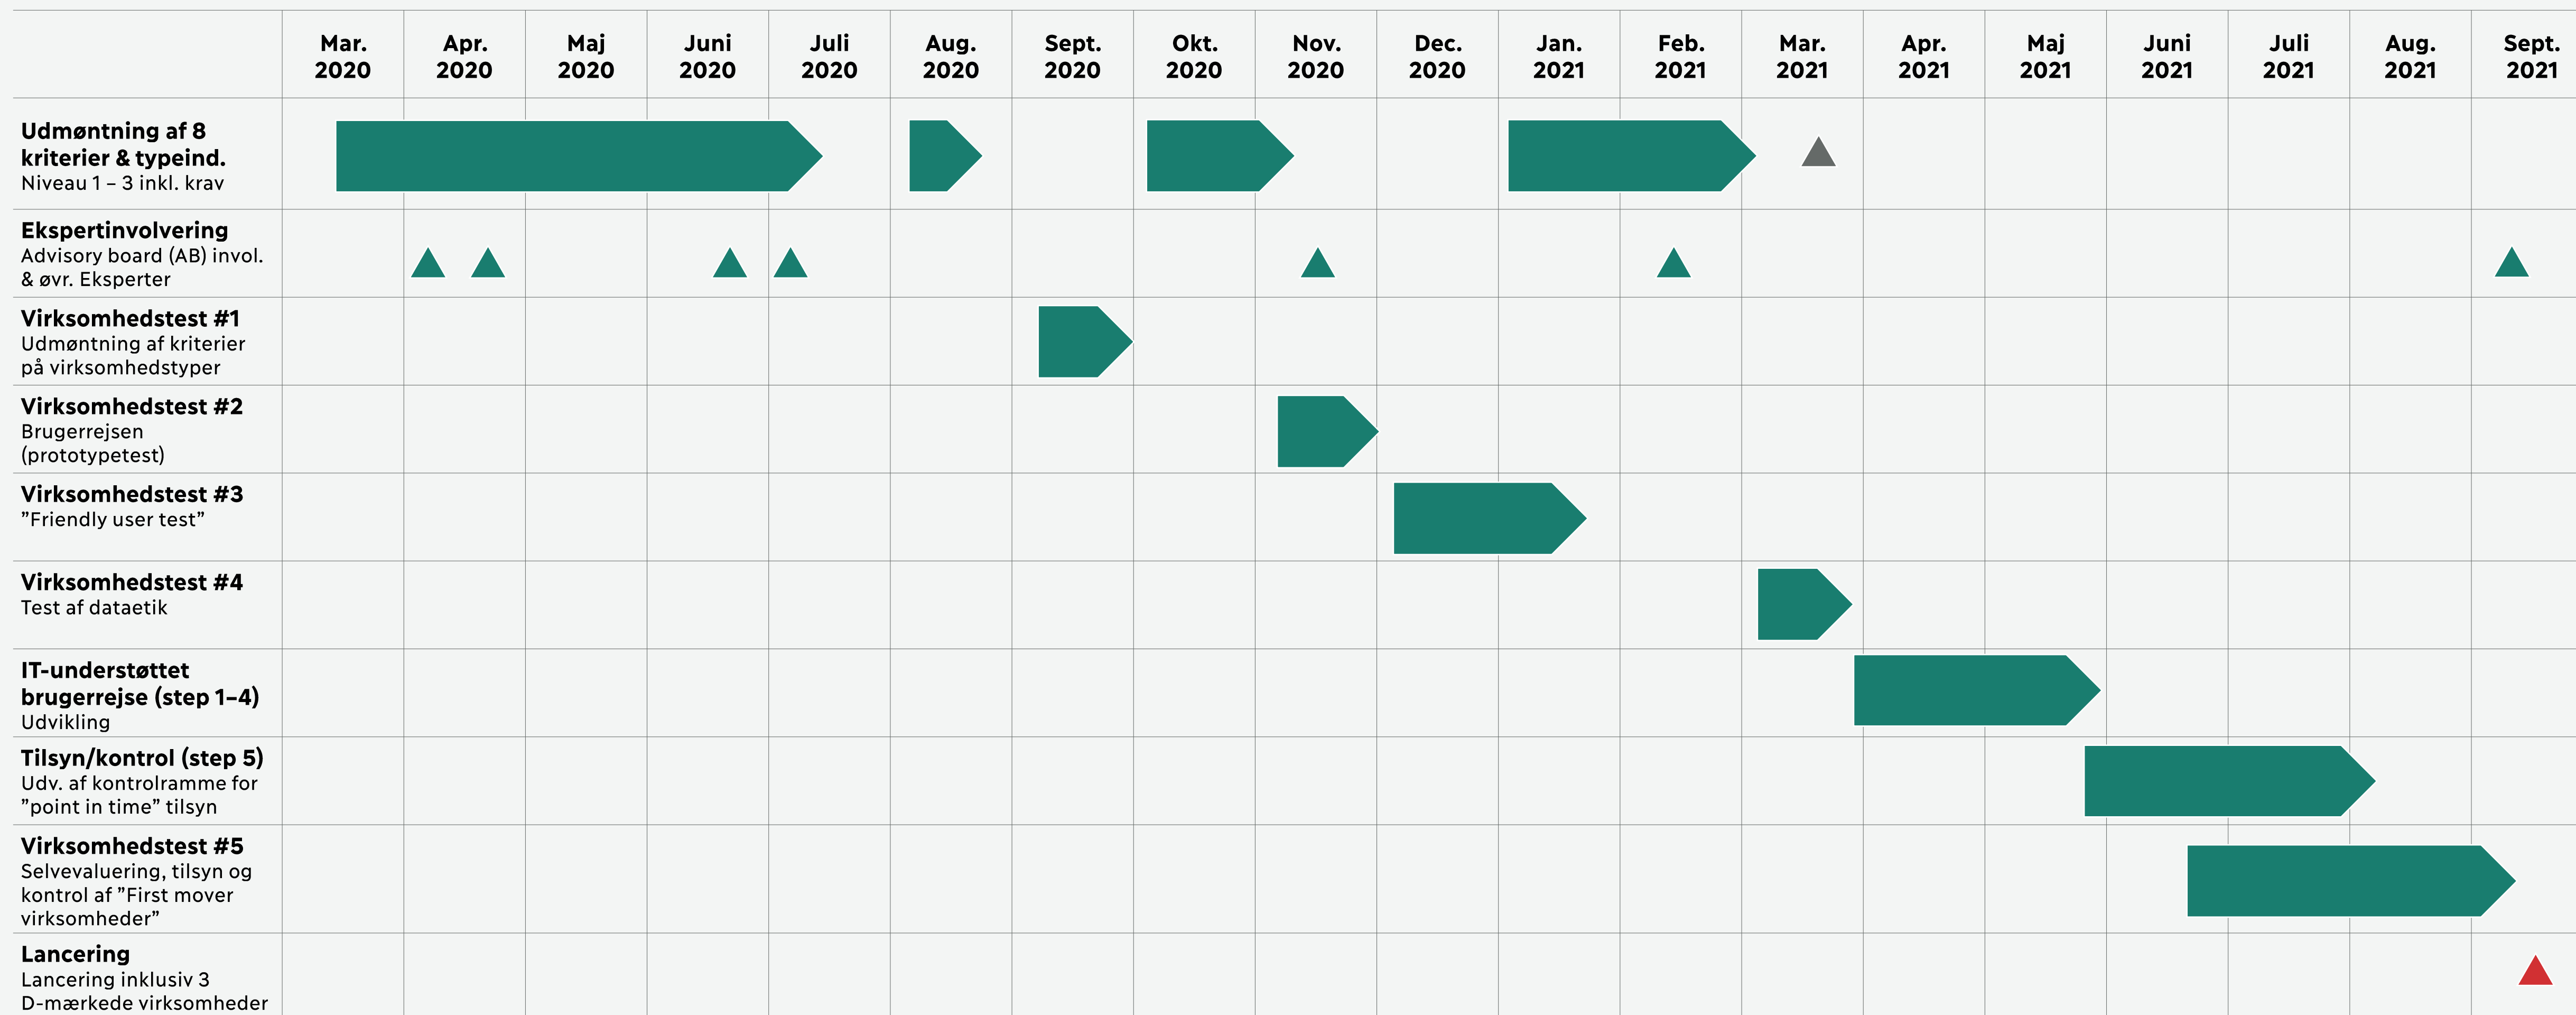 Mar. Apr. Maj Juni Juli Aug. Sept. Okt. Nov. Dec. Jan. Feb. Mar. Apr. Maj Juni Juli Aug. Sept.
2020 2020 2020 2020 2020 2020 2020 2020 2020 2020 2021 2021 2021 2021 2021 2021 2021 2021 2021
Udmøntning af 8
kriterier & typeind.
Niveau 1 – 3 inkl. krav
Ekspertinvolvering
Advisory board (AB) invol.
& øvr. Eksperter
Virksomhedstest #1
Udmøntning af kriterier
på virksomhedstyper
Virksomhedstest #2
Brugerrejsen
(prototypetest)
Virksomhedstest #3
”Friendly user test”
Virksomhedstest #4
Test af dataetik
IT-understøttet
brugerrejse (step 1–4)
Udvikling
Tilsyn/kontrol (step 5)
Udv. af kontrolramme for
”point in time” tilsyn
Virksomhedstest #5
Selvevaluering, tilsyn og
kontrol af ”First mover
virksomheder”
Lancering
Lancering inklusiv 3
D-mærkede virksomheder